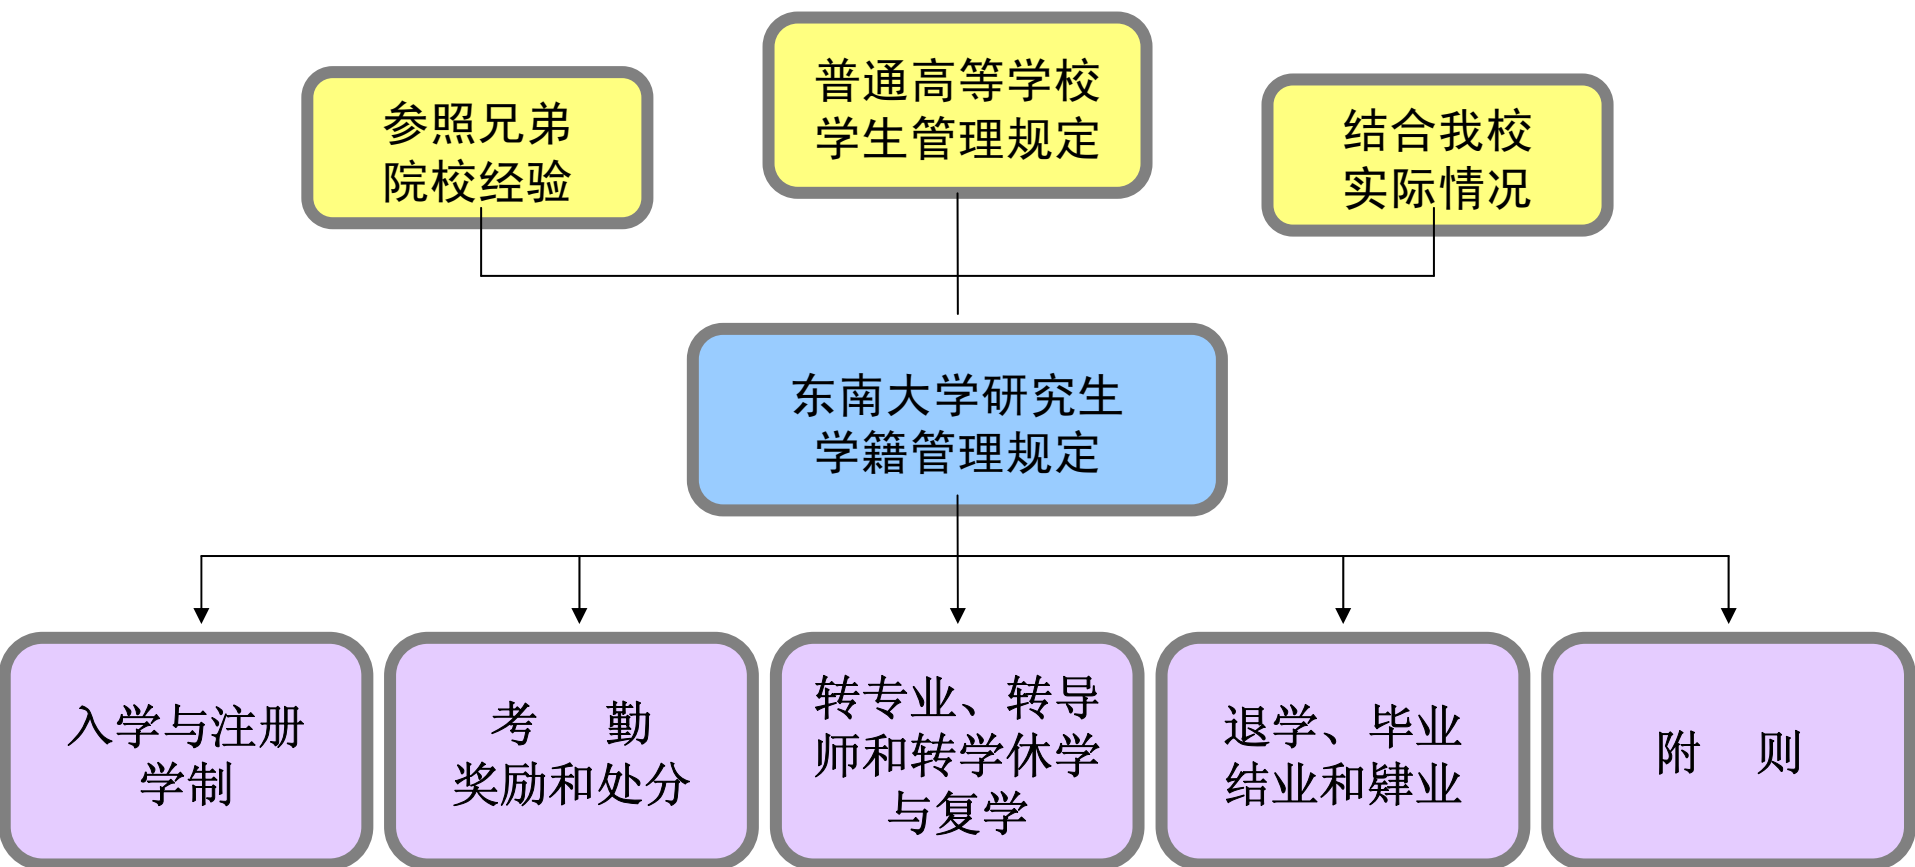 参照兄弟
院校经验
普通高等学校
学生管理规定
结合我校
实际情况
东南大学研究生
学籍管理规定
入学与注册
学制
考 勤
奖励和处分
转专业、转导
师和转学休学
与复学
退学、毕业
结业和肄业
附 则